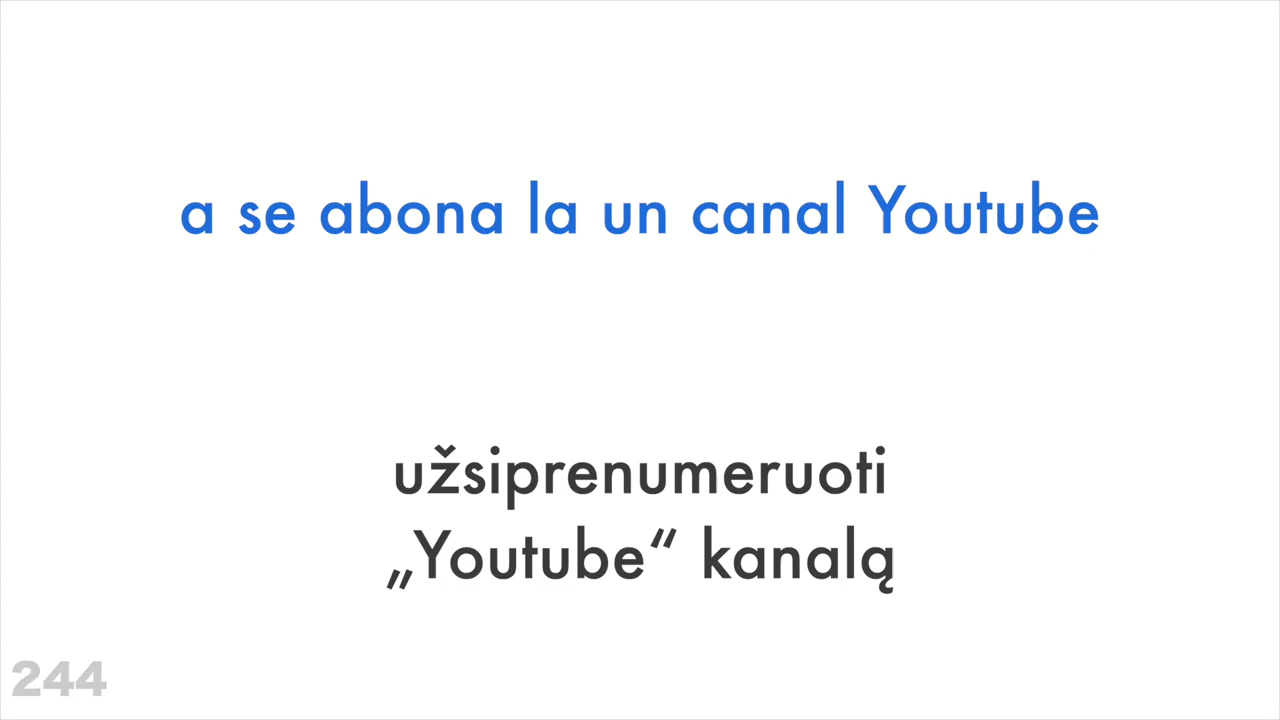 a se abona la un canal Youtube
užsiprenumeruoti
„Youtube“ kanalą
244